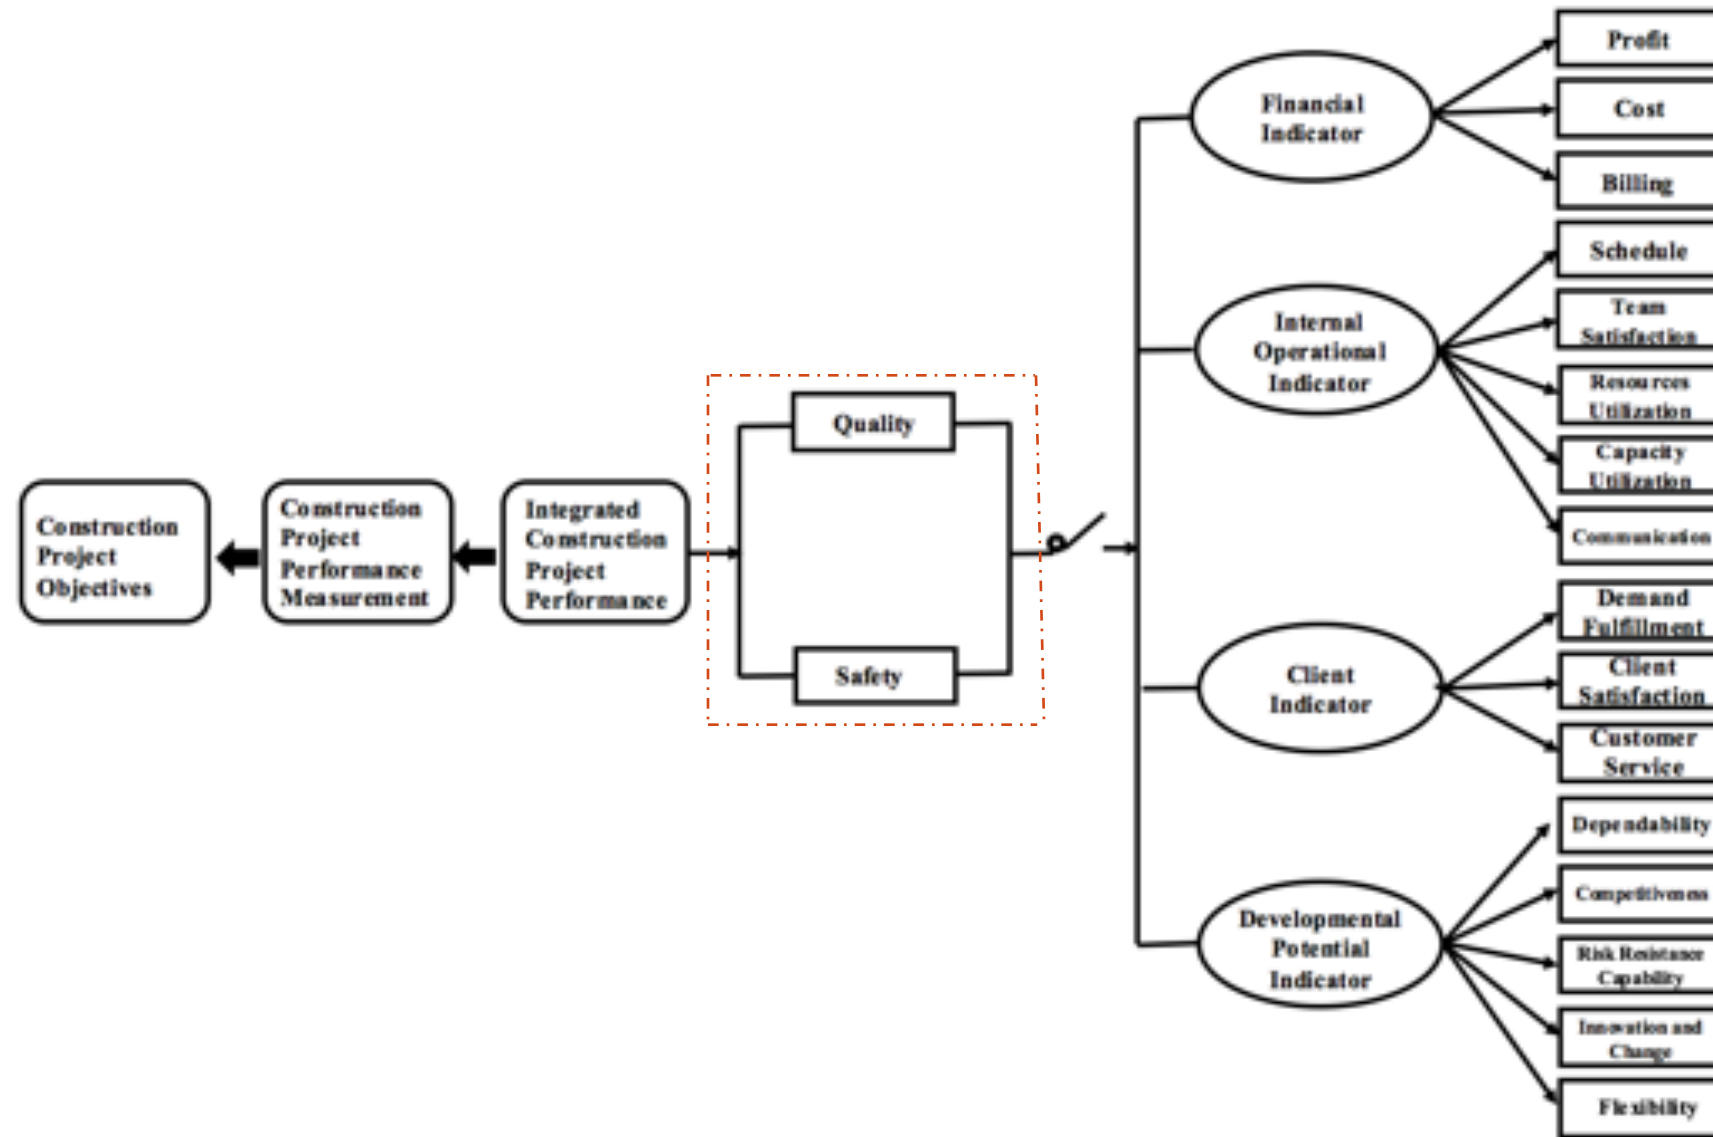 Construction
Project
Objectives
Construction
Project
Performance
Measurement
Integrated
Construction
Project
Performance
Quality
Safety
Financial
Indicator
Profit
Cost
Billing
Internal
Operational
Indicator
Schedule
Team
Satisfaction
Resources
Utilization
Capacity
Utilization
Communication
Client
Indicator
Demand
Fulfillment
Client
Satisfaction
Customer
Service
Developmental
Potential
Indicator
Dependability
Competitiveness
Risk Resistance
Capability
Innovation and
Change
Flexibility